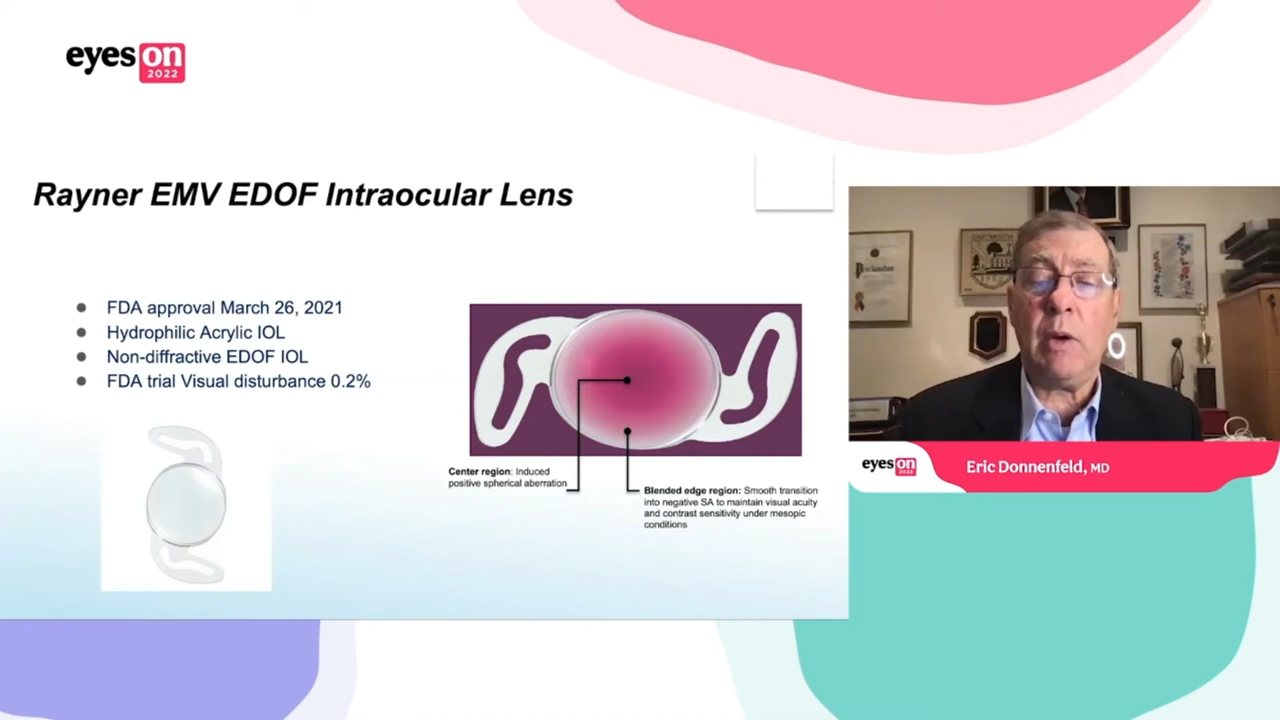 eyes on
2022
Rayner EMV EDOF Intraocular Lens
FDA approval March 26, 2021
Hydrophilic Acrylic IOL
Non-diffractive EDOF IOL
FDA trial Visual disturbance 0.2%
Center region: Induced
positive spherical aberration
Blended edge region: Smooth transition
into negative SA to maintain visual acuity
and contrast sensitivity under mesopic
conditions
DARTMOUTH
eyes on
Eric Donnenfeld, MD